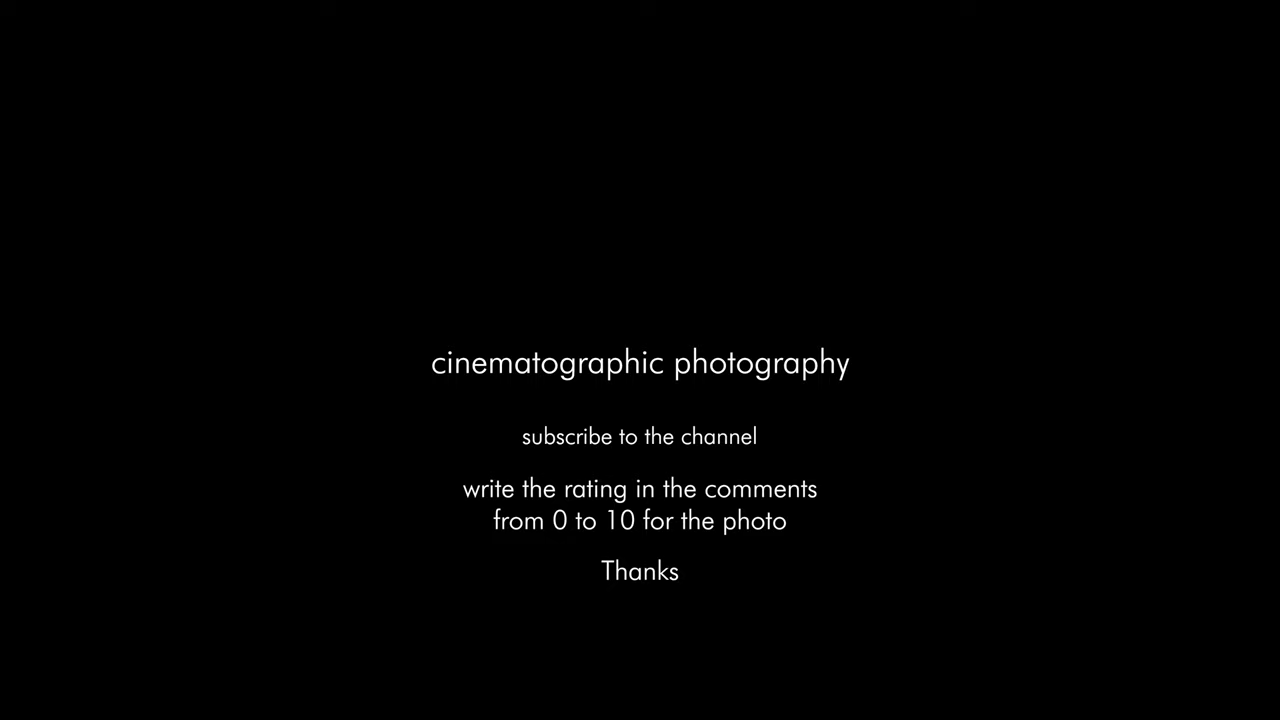 cinematographic photography
subscribe to the channel
write the rating in the comments
from 0 to 10 for the photo
Thanks